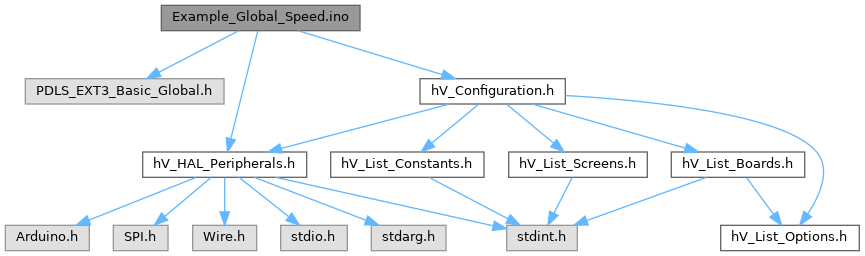 Example_Global_Speed.ino
PDLS_EXT3_Basic_Global.h
hV_Configuration.h
hV_HAL_Peripherals.h
hV_List_Constants.h
hV_List_Screens.h
hV_List_Boards.h
Arduino.h
SPI.h
Wire.h
stdio.h
stdarg.h
stdint.h
hV_List_Options.h